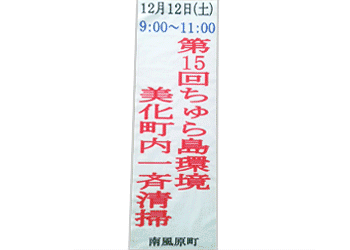 12月12日(土)
9:00～11:00
第15回ちゅら島環境
美化町内一斉清掃
南風原町